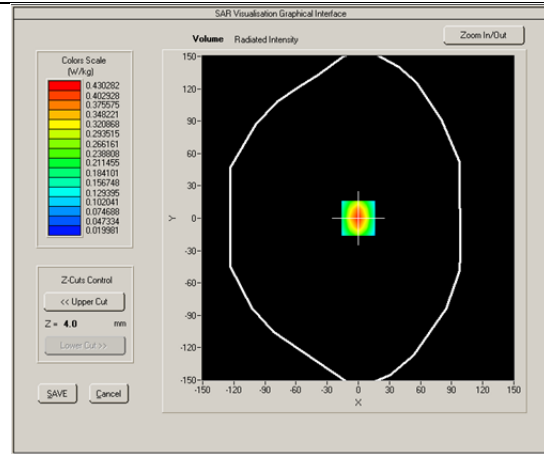 SAR Visualisation Graphical Interface
Volume Radiated Intensity
Zoom In/Out
Colors Scale
(W/kg)
0.430282
0.402928
0.375575
0.348221
0.320868
0.293515
0.266161
0.238808
0.211455
0.184101
0.156748
0.129395
0.102041
0.074688
0.047334
0.019981
Z-Cuts Control
<< Upper Cut
Z = 4.0 mm
Lower Cut >>
SAVE Cancel
150-
120-
90-
60-
30-
0-
-30-
-60-
-90-
-120-
-150-
Y
-150 -120 -90 -60 -30 0 30 60 90 120 150
X